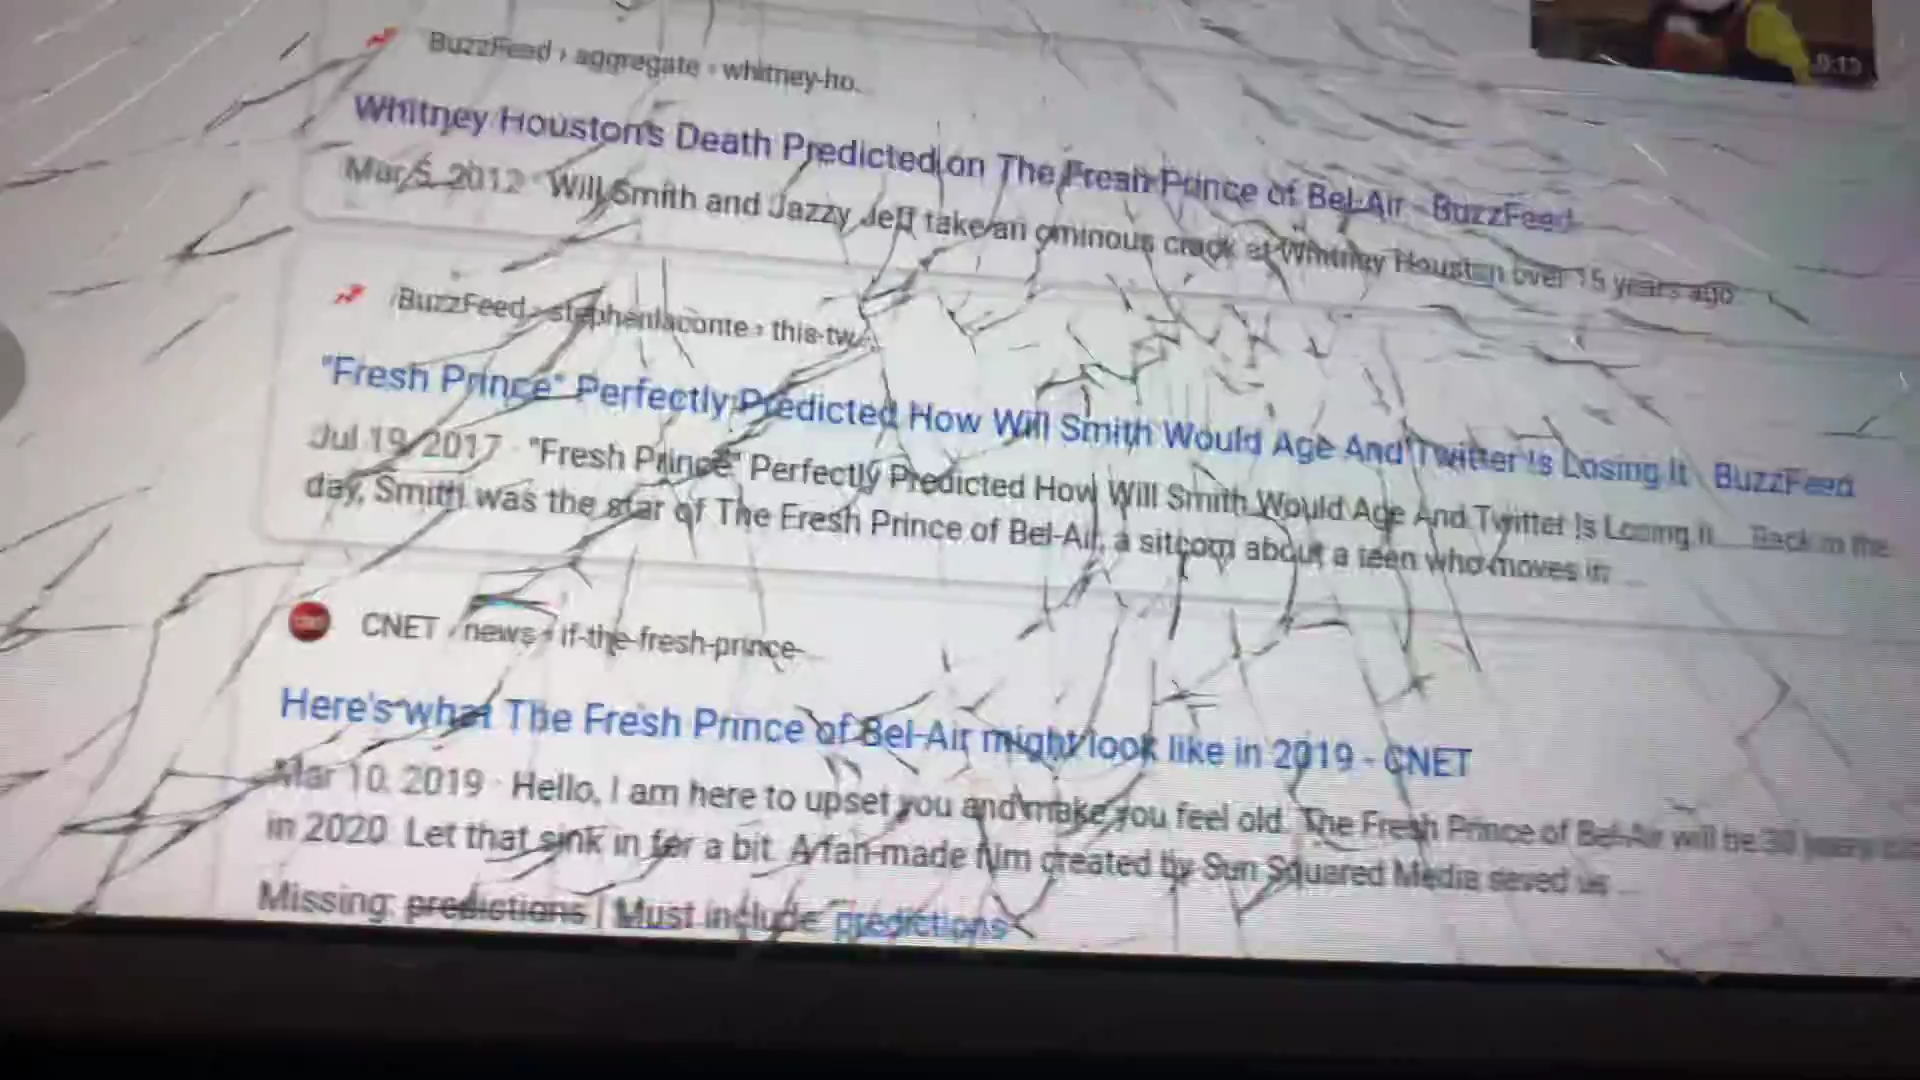 BuzzFeed › aggregate › whitney-ho...
Whitney Houston's Death Predicted on The Fresh Prince of Bel-Air - BuzzFeed
Mar 5, 2012 · Will Smith and Jazzy Jeff take an ominous crack at Whitney Houston over 15 years ago
0:13
BuzzFeed › stephenlaconte › this-tw...
"Fresh Prince" Perfectly Predicted How Will Smith Would Age And Twitter Is Losing It - BuzzFeed
Jul 19, 2017 · "Fresh Prince" Perfectly Predicted How Will Smith Would Age And Twitter Is Losing It ... Back in the
day, Smith was the star of The Fresh Prince of Bel-Air, a sitcom about a teen who moves in ...
CNET › news › if-the-fresh-prince-...
Here's what The Fresh Prince of Bel-Air might look like in 2019 - CNET
Mar 10, 2019 · Hello, I am here to upset you and make you feel old. The Fresh Prince of Bel-Air will be 30 years
in 2020. Let that sink in for a bit. A fan-made film created by Sun Squared Media saved us ...
Missing: predictions | Must include: predictions